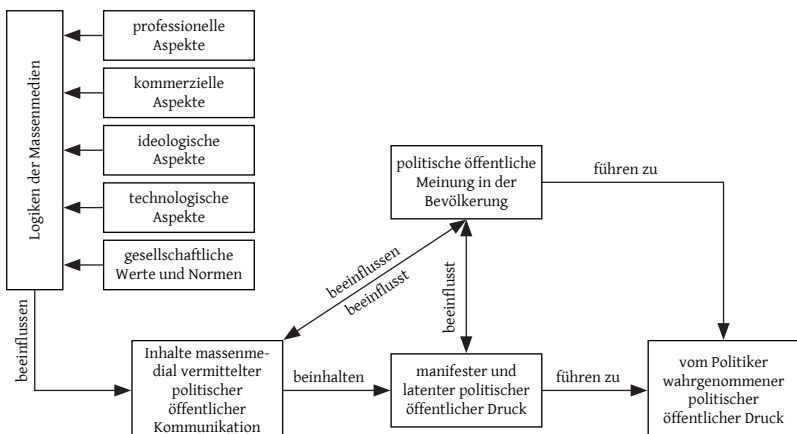 Logiken der Massenmedien
professionelle
Aspekte
kommerzielle
Aspekte
ideologische
Aspekte
technologische
Aspekte
gesellschaftliche
Werte und Normen
beeinflussen
politische öffentliche
Meinung in der
Bevölkerung
führen zu
beeinflussen
beeinflusst
beeinflusst
Inhalte massenme-
dial vermittelter
politischer
öffentlicher
Kommunikation
beinhalten
manifester und
latenter politischer
öffentlicher Druck
führen zu
vom Politiker
wahrgenommener
politischer
öffentlicher Druck